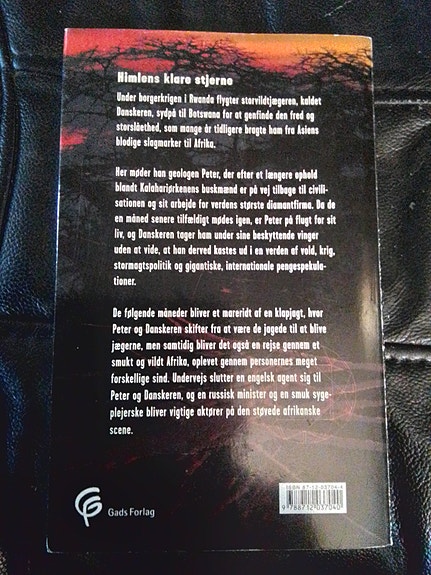 Himlens klare stjerne
Under borgerkrigen i Rwanda flygter storvildtjægeren, kaldet
Danskeren, sydpå til Botswana for at genfinde den fred og
storslåethed, som mange år tidligere bragte ham fra Asiens
blodige slagmarker til Afrika.
Her møder han geologen Peter, der efter et længere ophold
blandt Kalahariørkenens buskmænd er på vej tilbage til civili-
sationen og sit arbejde for verdens største diamantfirma. Da de
en måned senere tilfældigt mødes igen, er Peter på flugt for sit
liv, og Danskeren tager ham under sine beskyttende vinger
uden at vide, at han derved kastes ud i en verden af vold, krig,
stormagtspolitik og gigantiske, internationale pengespekula-
tioner.
De følgende måneder bliver et mareridt af en klapjagt, hvor
Peter og Danskeren skifter fra at være de jagede til at blive
jægerne, men samtidig bliver det også en rejse gennem et
smukt og vildt Afrika, oplevet gennem personernes meget
forskellige sind. Undervejs slutter en engelsk agent sig til
Peter og Danskeren, og en russisk minister og en smuk syge-
plejerske bliver vigtige aktører på den støvede afrikanske
scene.
ISBN 87-12-03704-4
9 788712 037040
Gads Forlag